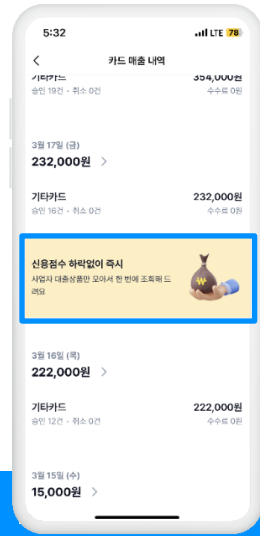 5:32
LTE 78
카드 매출 내역
기타카드
354,000원
승인 19건 · 취소 0건
수수료 0원
3월 17일 (금)
232,000원
기타카드
232,000원
승인 16건 · 취소 0건
수수료 0원
신용점수 하락없이 즉시
사업자 대출상품만 모아서 한 번에 조회해 드
려요
3월 16일 (목)
222,000원
기타카드
222,000원
승인 12건 · 취소 0건
수수료 0원
3월 15일 (수)
15,000원